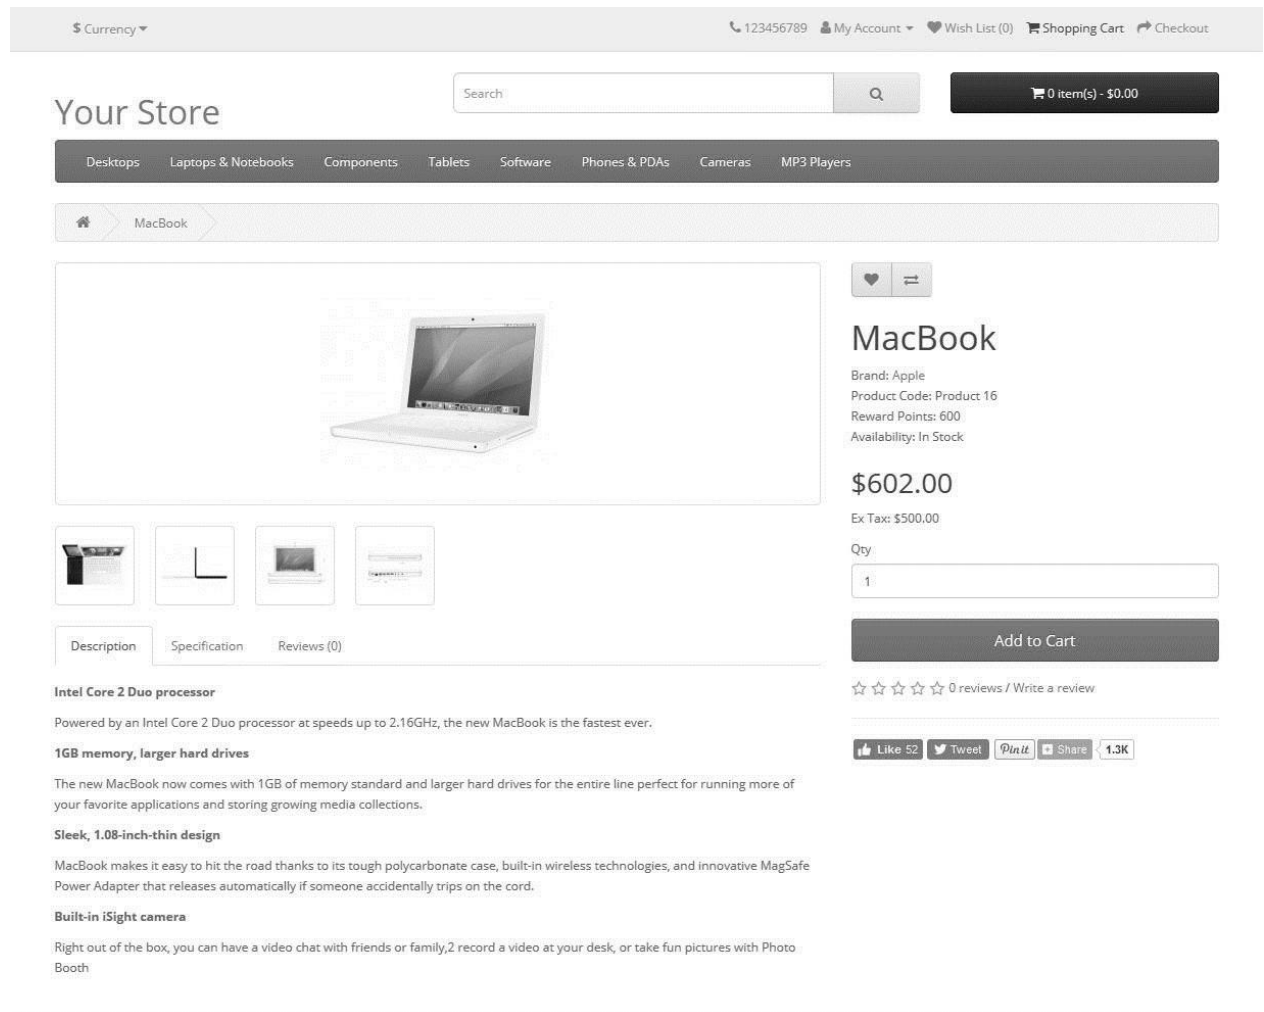 $ Currency
123456789 My Account Wish List (0) Shopping Cart Checkout
Your Store
Search
0 item(s) - $0.00
Desktops Laptops & Notebooks Components Tablets Software Phones & PDAs Cameras MP3 Players
MacBook
MacBook
Brand: Apple
Product Code: Product 16
Reward Points: 600
Availability: In Stock
$602.00
Ex Tax: $500.00
Qty
1
Add to Cart
0 reviews / Write a review
Like 52 Tweet Pin it Share 1.3K
Description Specification Reviews (0)
Intel Core 2 Duo processor
Powered by an Intel Core 2 Duo processor at speeds up to 2.16GHz, the new MacBook is the fastest ever.
1GB memory, larger hard drives
The new MacBook now comes with 1GB of memory standard and larger hard drives for the entire line perfect for running more of
your favorite applications and storing growing media collections.
Sleek, 1.08-inch-thin design
MacBook makes it easy to hit the road thanks to its tough polycarbonate case, built-in wireless technologies, and innovative MagSafe
Power Adapter that releases automatically if someone accidentally trips on the cord.
Built-in iSight camera
Right out of the box, you can have a video chat with friends or family,2 record a video at your desk, or take fun pictures with Photo
Booth